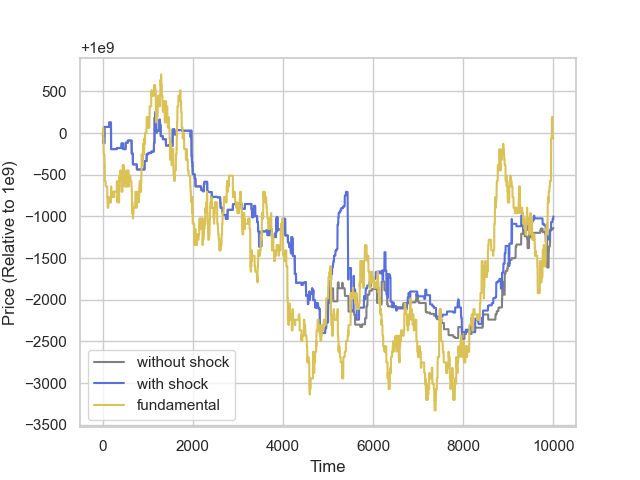 +1e9
500
0
−500
−1000
−1500
−2000
−2500
−3000
−3500
Price (Relative to 1e9)
without shock
with shock
fundamental
0 2000 4000 6000 8000 10000
Time